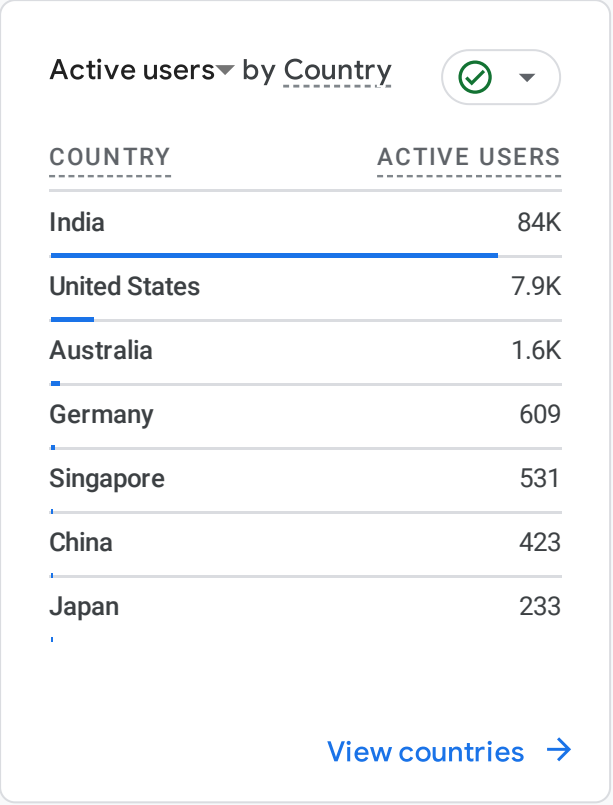 Active users by Country
COUNTRY ACTIVE USERS
India 84K
United States 7.9K
Australia 1.6K
Germany 609
Singapore 531
China 423
Japan 233
View countries